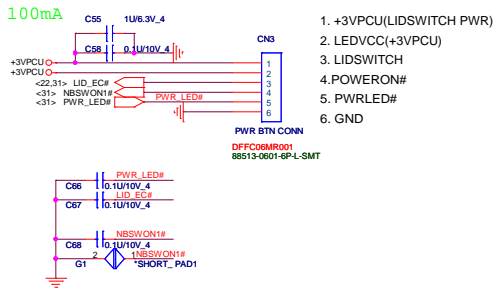 100mA
C55 1U/6.3V_4
C58 0.1U/10V_4
CN3
+3VPCU
+3VPCU
<22,31> LID_EC#
<31> NBSWON1#
<31> PWR_LED# PWR_LED#
1
2
3
4
5
6
PWR BTN CONN
DFFC06MR001
88513-0601-6P-L-SMT
1. +3VPCU(LIDSWITCH PWR)
2. LEDVCC(+3VPCU)
3. LIDSWITCH
4.POWERON#
5. PWRLED#
6. GND
PWR_LED#
C66 0.1U/10V_4
LID_EC#
C67 0.1U/10V_4
NBSWON1#
C68 0.1U/10V_4
2 1 NBSWON1#
G1 *SHORT_ PAD1